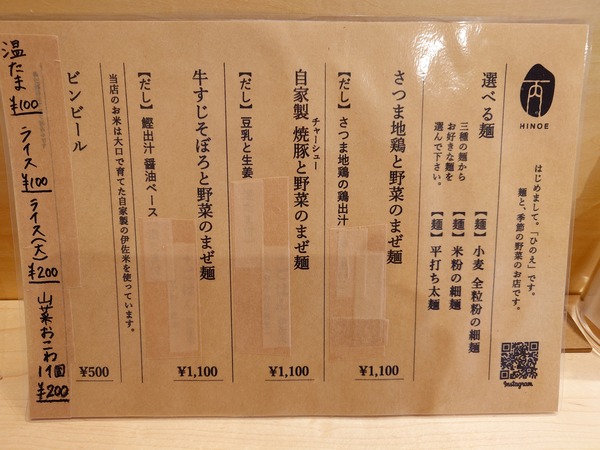 丙
HINOE
はじめまして。「ひのえ」です。
麺と、季節の野菜のお店です。
Instagram
選べる麺
三種の麺から
お好きな麺を
選んで下さい。
【麺】小麦 全粒粉の細麺
【麺】米粉の細麺
【麺】平打ち太麺
さつま地鶏と野菜のまぜ麺
【だし】さつま地鶏の鶏出汁
¥1,100
自家製 焼豚と野菜のまぜ麺
チャーシュー
【だし】豆乳と生姜
¥1,100
牛すじそぼろと野菜のまぜ麺
【だし】鰹出汁 醤油ベース
¥1,100
当店のお米は大口で育てた自家製の伊佐米を使っています。
ビンビール
¥500
温たま ¥100
ライス ¥100
ライス(大) ¥200
山菜おこわ 1個 ¥200